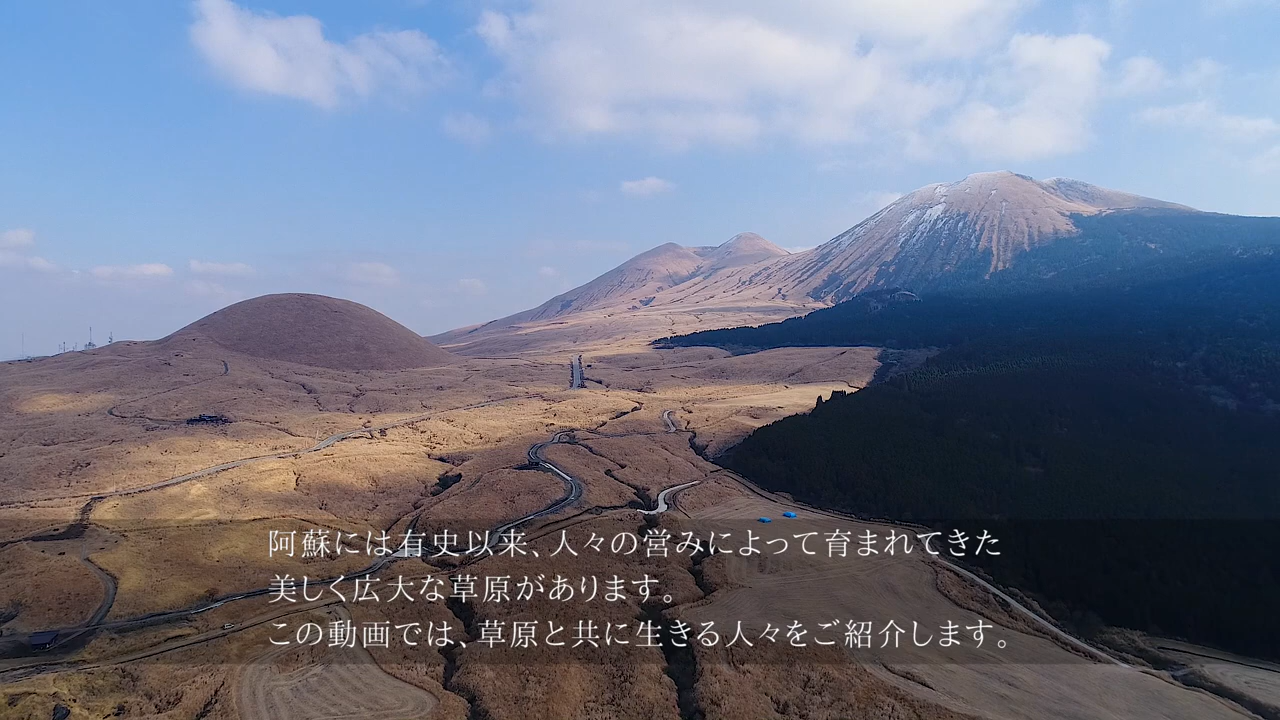 阿蘇には有史以来、人々の営みによって育まれてきた
美しく広大な草原があります。
この動画では、草原と共に生きる人々をご紹介します。